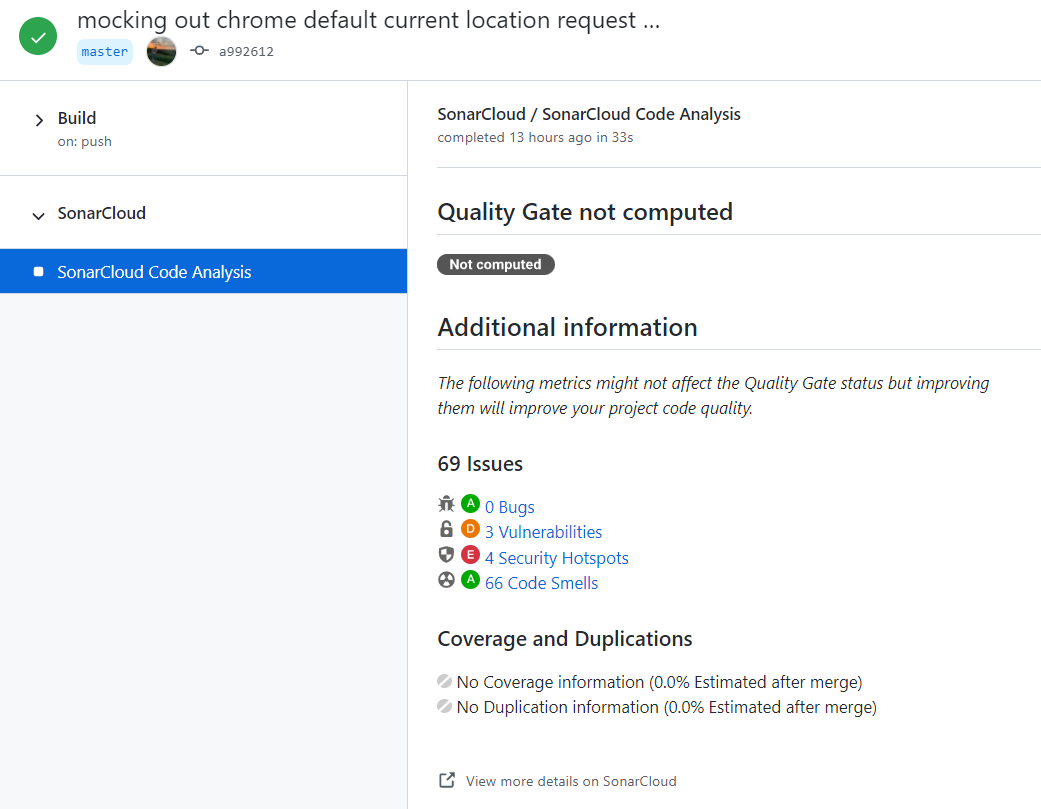 mocking out chrome default current location request ...
master
a992612
Build
on: push
SonarCloud
SonarCloud Code Analysis
SonarCloud / SonarCloud Code Analysis
completed 13 hours ago in 33s
Quality Gate not computed
Not computed
Additional information
The following metrics might not affect the Quality Gate status but improving
them will improve your project code quality.
69 Issues
A 0 Bugs
D 3 Vulnerabilities
E 4 Security Hotspots
A 66 Code Smells
Coverage and Duplications
No Coverage information (0.0% Estimated after merge)
No Duplication information (0.0% Estimated after merge)
View more details on SonarCloud